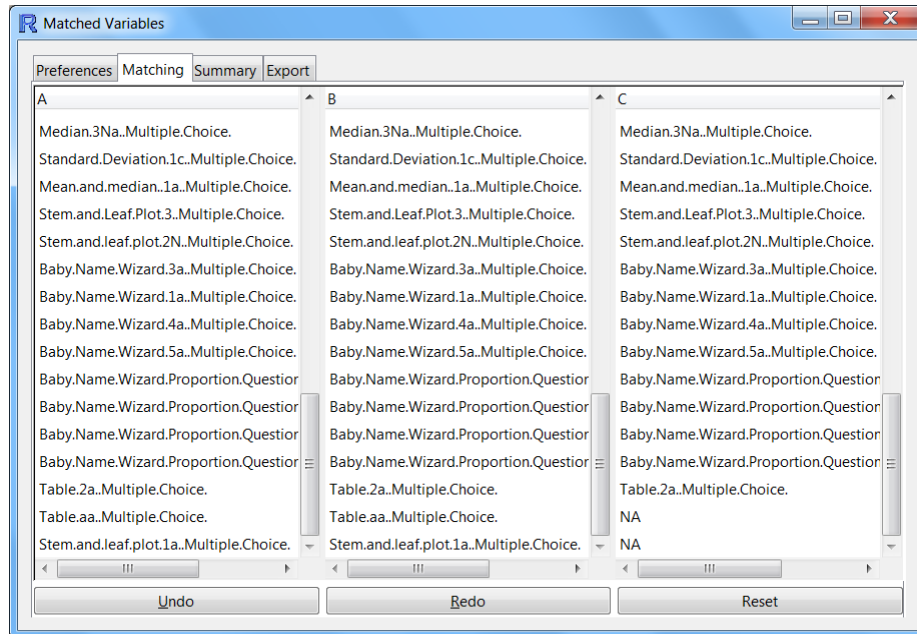 Matched Variables
Preferences Matching Summary Export
A B C
Median.3Na..Multiple.Choice. Median.3Na..Multiple.Choice. Median.3Na..Multiple.Choice.
Standard.Deviation.1c..Multiple.Choice. Standard.Deviation.1c..Multiple.Choice. Standard.Deviation.1c..Multiple.Choice.
Mean.and.median..1a..Multiple.Choice. Mean.and.median..1a..Multiple.Choice. Mean.and.median..1a..Multiple.Choice.
Stem.and.Leaf.Plot.3..Multiple.Choice. Stem.and.Leaf.Plot.3..Multiple.Choice. Stem.and.Leaf.Plot.3..Multiple.Choice.
Stem.and.leaf.plot.2N..Multiple.Choice. Stem.and.leaf.plot.2N..Multiple.Choice. Stem.and.leaf.plot.2N..Multiple.Choice.
Baby.Name.Wizard.3a..Multiple.Choice. Baby.Name.Wizard.3a..Multiple.Choice. Baby.Name.Wizard.3a..Multiple.Choice.
Baby.Name.Wizard.1a..Multiple.Choice. Baby.Name.Wizard.1a..Multiple.Choice. Baby.Name.Wizard.1a..Multiple.Choice.
Baby.Name.Wizard.4a..Multiple.Choice. Baby.Name.Wizard.4a..Multiple.Choice. Baby.Name.Wizard.4a..Multiple.Choice.
Baby.Name.Wizard.5a..Multiple.Choice. Baby.Name.Wizard.5a..Multiple.Choice. Baby.Name.Wizard.5a..Multiple.Choice.
Baby.Name.Wizard.Proportion.Question Baby.Name.Wizard.Proportion.Question Baby.Name.Wizard.Proportion.Question
Baby.Name.Wizard.Proportion.Question Baby.Name.Wizard.Proportion.Question Baby.Name.Wizard.Proportion.Question
Baby.Name.Wizard.Proportion.Question Baby.Name.Wizard.Proportion.Question Baby.Name.Wizard.Proportion.Question
Baby.Name.Wizard.Proportion.Question Baby.Name.Wizard.Proportion.Question Baby.Name.Wizard.Proportion.Question
Table.2a..Multiple.Choice. Table.2a..Multiple.Choice. Table.2a..Multiple.Choice.
Table.aa..Multiple.Choice. Table.aa..Multiple.Choice. NA
Stem.and.leaf.plot.1a..Multiple.Choice. Stem.and.leaf.plot.1a..Multiple.Choice. NA
Undo Redo Reset